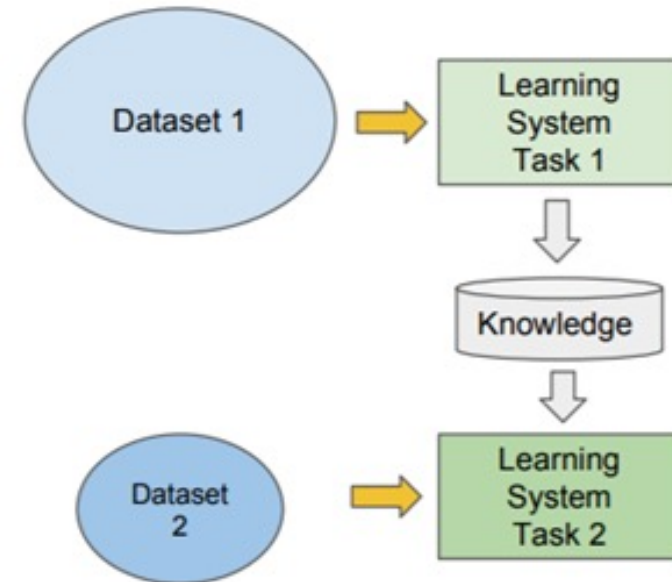 Dataset 1
Learning
System
Task 1
Knowledge
Dataset
2
Learning
System
Task 2